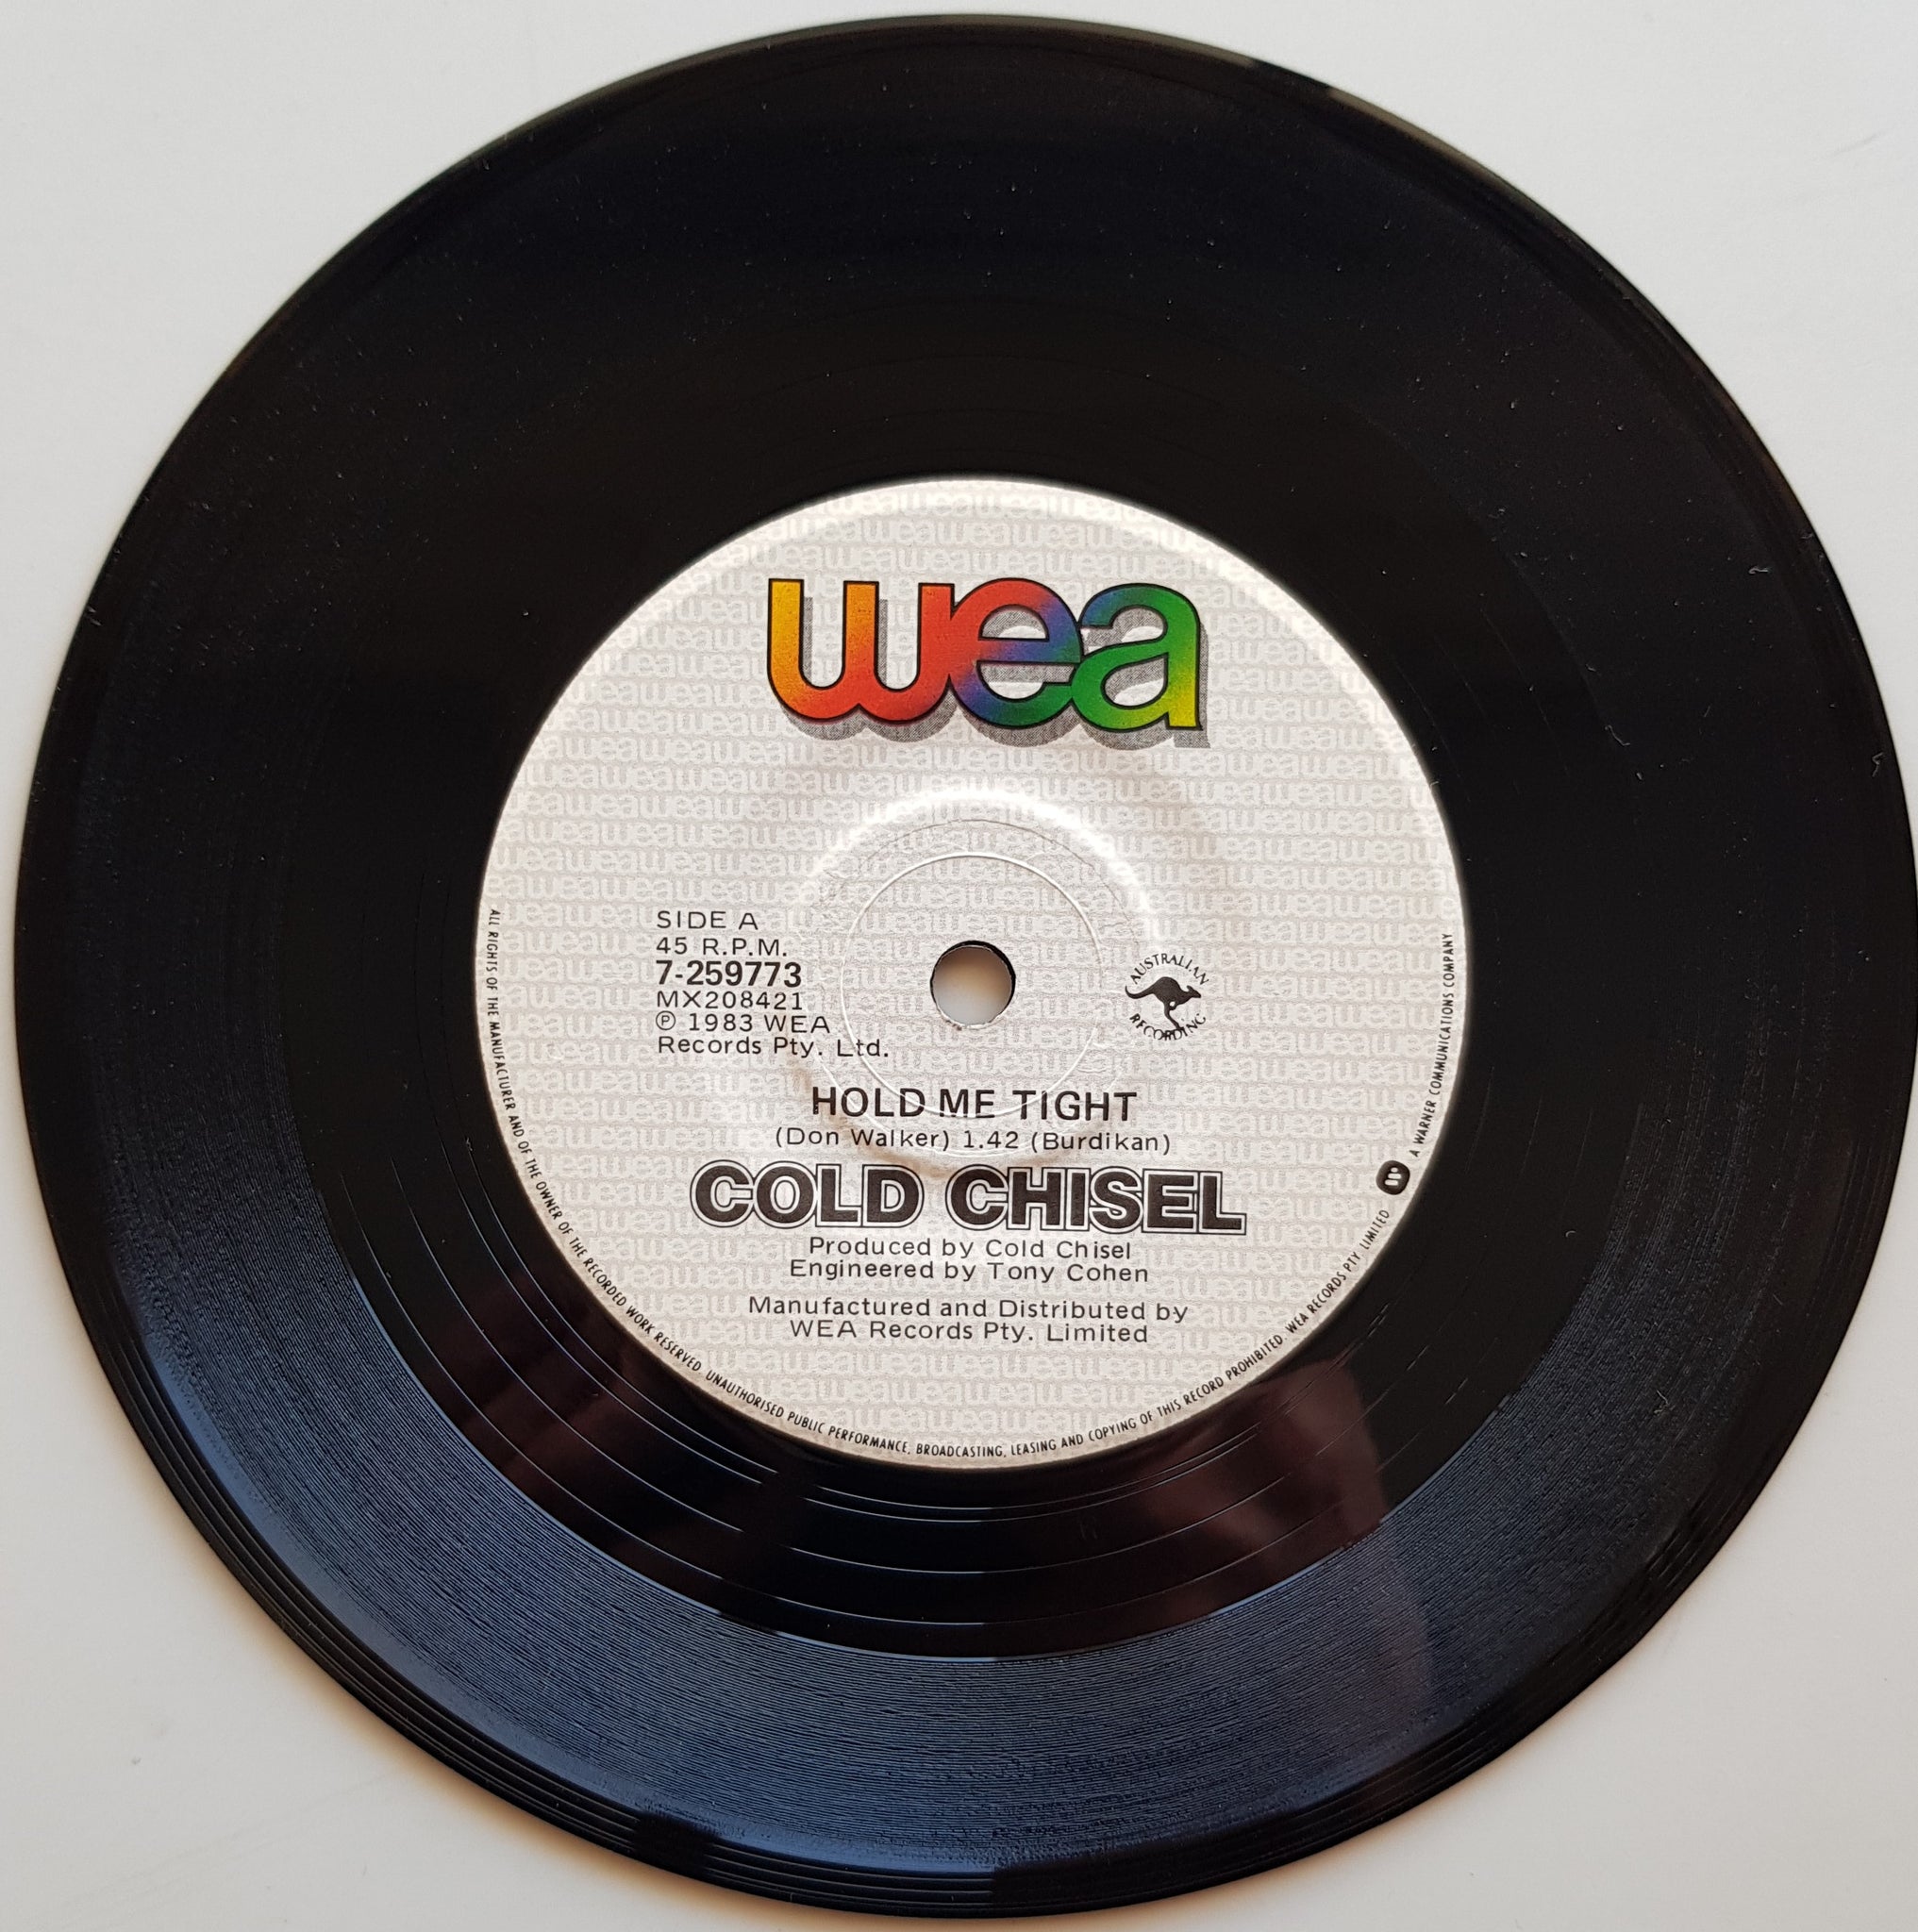 wea
SIDE A
45 R.P.M.
7-259773
MX208421
℗ 1983 WEA
Records Pty. Ltd.
AUSTRALIAN
RECORDING
HOLD ME TIGHT
(Don Walker) 1.42 (Burdikan)
COLD CHISEL
Produced by Cold Chisel
Engineered by Tony Cohen
Manufactured and Distributed by
WEA Records Pty. Limited
ALL RIGHTS OF THE MANUFACTURER AND OF THE OWNER OF THE RECORDED WORK RESERVED. UNAUTHORISED PUBLIC PERFORMANCE, BROADCASTING, LEASING AND COPYING OF THIS RECORD PROHIBITED. WEA RECORDS PTY. LIMITED A WARNER COMMUNICATIONS COMPANY